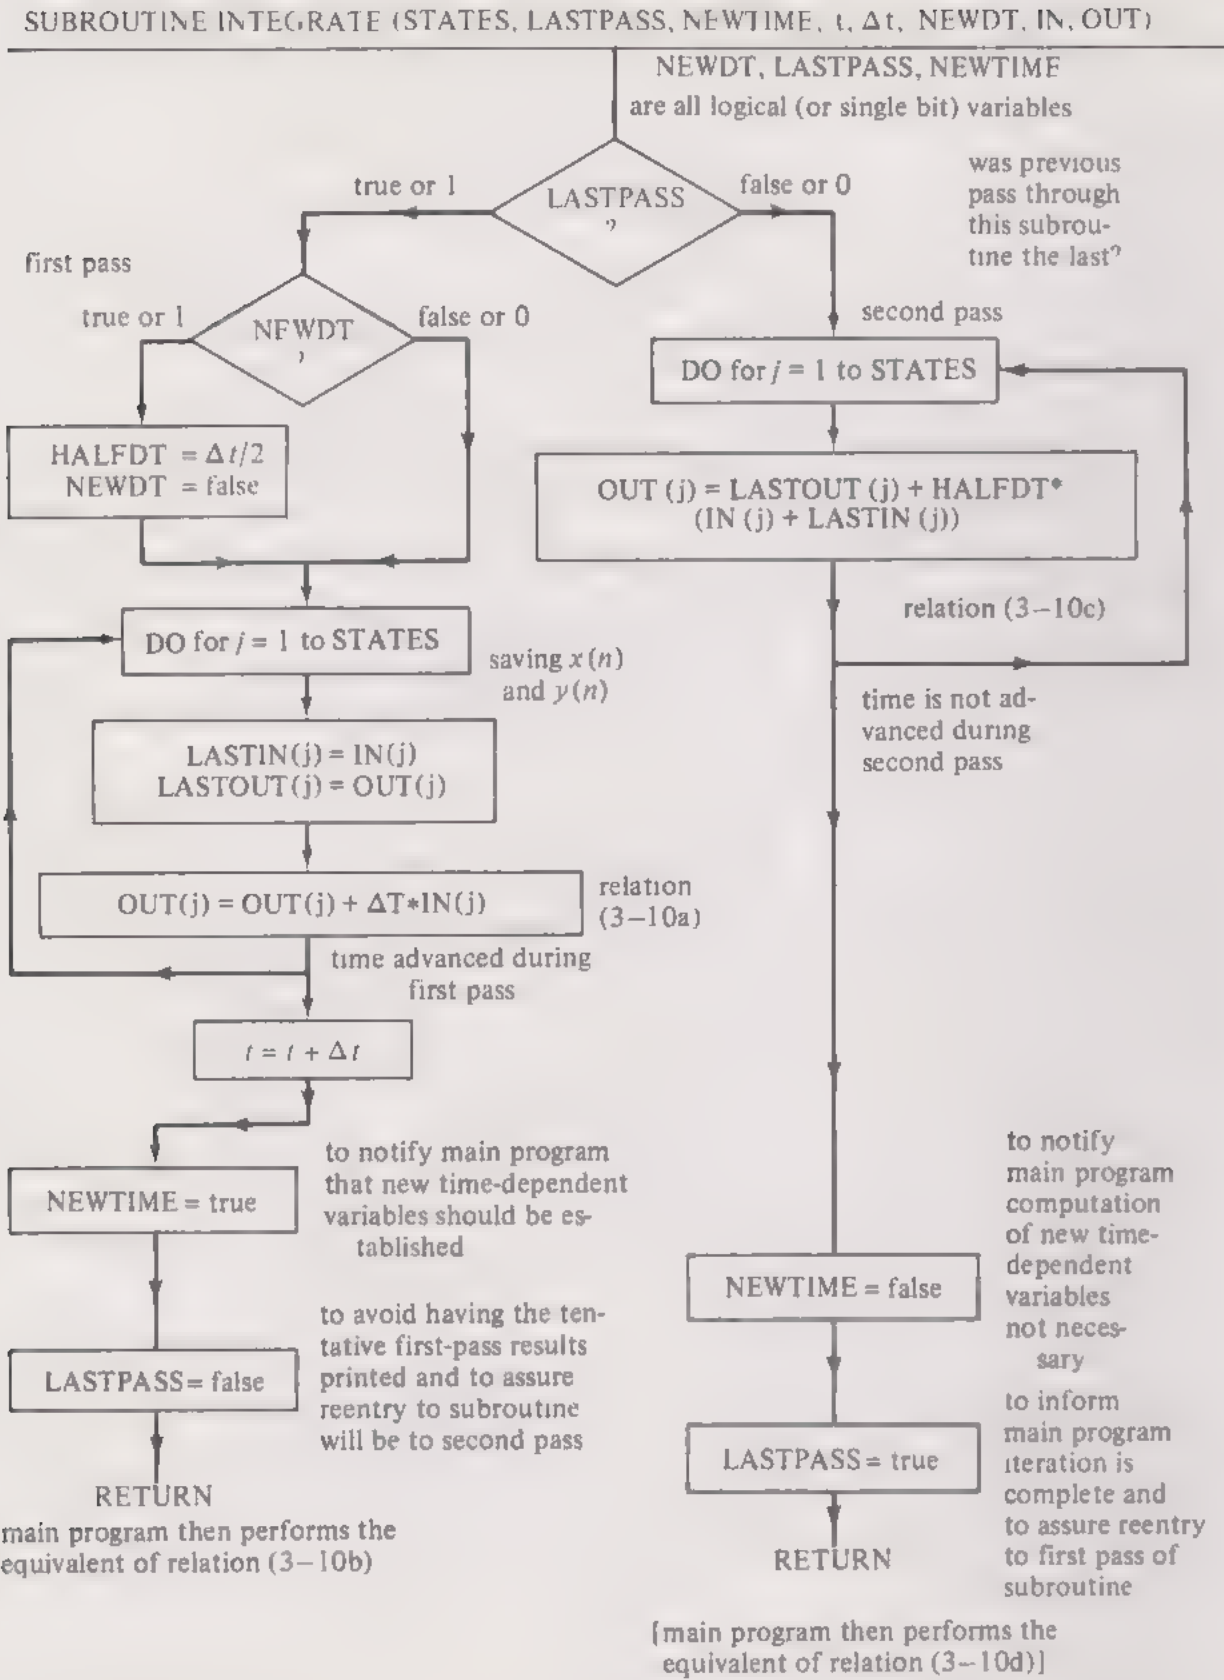 SUBROUTINE INTEGRATE (STATES, LASTPASS, NEWTIME, t, Δt, NEWDT, IN, OUT)
NEWDT, LASTPASS, NEWTIME
are all logical (or single bit) variables
true or 1
LASTPASS
?
false or 0
was previous
pass through
this subrou-
tine the last?
first pass
true or 1
NEWDT
?
false or 0
second pass
DO for j = 1 to STATES
HALFDT = Δt/2
NEWDT = false
OUT (j) = LASTOUT (j) + HALFDT*
(IN (j) + LASTIN (j))
relation (3–10c)
DO for j = 1 to STATES
saving x(n)
and y(n)
time is not ad-
vanced during
second pass
LASTIN(j) = IN(j)
LASTOUT(j) = OUT(j)
OUT(j) = OUT(j) + ΔT*IN(j)
relation
(3–10a)
time advanced during
first pass
t = t + Δt
NEWTIME = true
to notify main program
that new time-dependent
variables should be es-
tablished
to notify
main program
computation
of new time-
dependent
variables
not neces-
sary
NEWTIME = false
LASTPASS = false
to avoid having the ten-
tative first-pass results
printed and to assure
reentry to subroutine
will be to second pass
LASTPASS = true
to inform
main program
iteration is
complete and
to assure reentry
to first pass of
subroutine
RETURN
main program then performs the
equivalent of relation (3–10b)
RETURN
[main program then performs the
equivalent of relation (3–10d)]